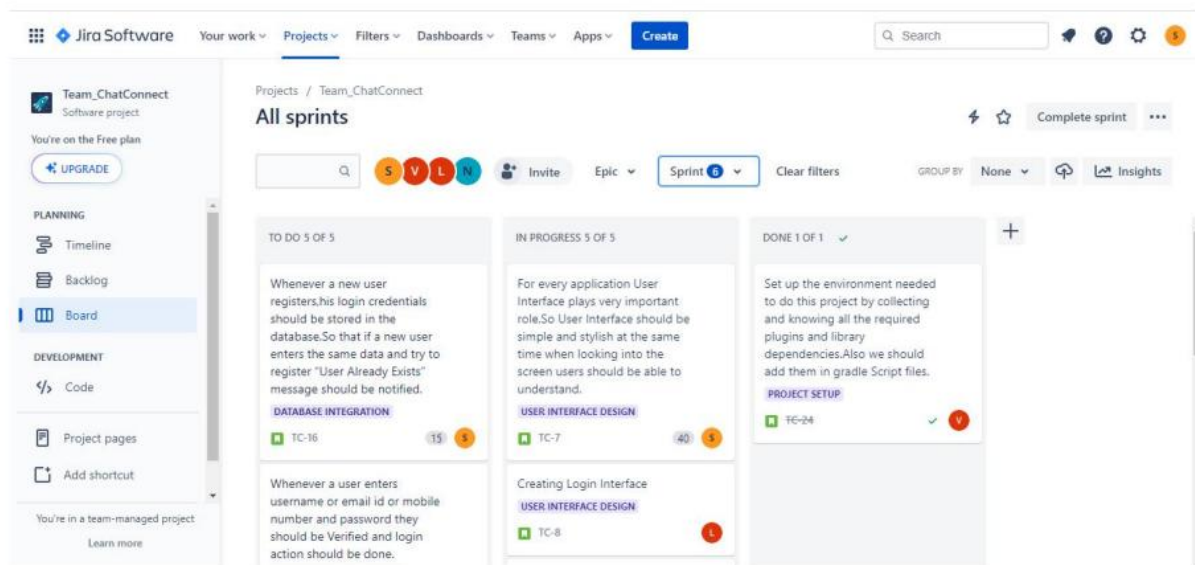 Jira Software Your work Projects Filters Dashboards Teams Apps Create Search S
Team_ChatConnect
Software project
You're on the Free plan
UPGRADE
PLANNING
Timeline
Backlog
Board
DEVELOPMENT
Code
Project pages
Add shortcut
You're in a team-managed project
Learn more
Projects / Team_ChatConnect
All sprints
Complete sprint
S V L N Invite Epic Sprint 6 Clear filters GROUP BY None Insights
TO DO 5 OF 5
Whenever a new user
registers,his login credentials
should be stored in the
database.So that if a new user
enters the same data and try to
register "User Already Exists"
message should be notified.
DATABASE INTEGRATION
TC-16 15 S
Whenever a user enters
username or email id or mobile
number and password they
should be Verified and login
action should be done.
IN PROGRESS 5 OF 5
For every application User
Interface plays very important
role.So User Interface should be
simple and stylish at the same
time when looking into the
screen users should be able to
understand.
USER INTERFACE DESIGN
TC-7 40 S
Creating Login Interface
USER INTERFACE DESIGN
TC-8 L
DONE 1 OF 1
Set up the environment needed
to do this project by collecting
and knowing all the required
plugins and library
dependencies.Also we should
add them in gradle Script files.
PROJECT SETUP
TC-24 V